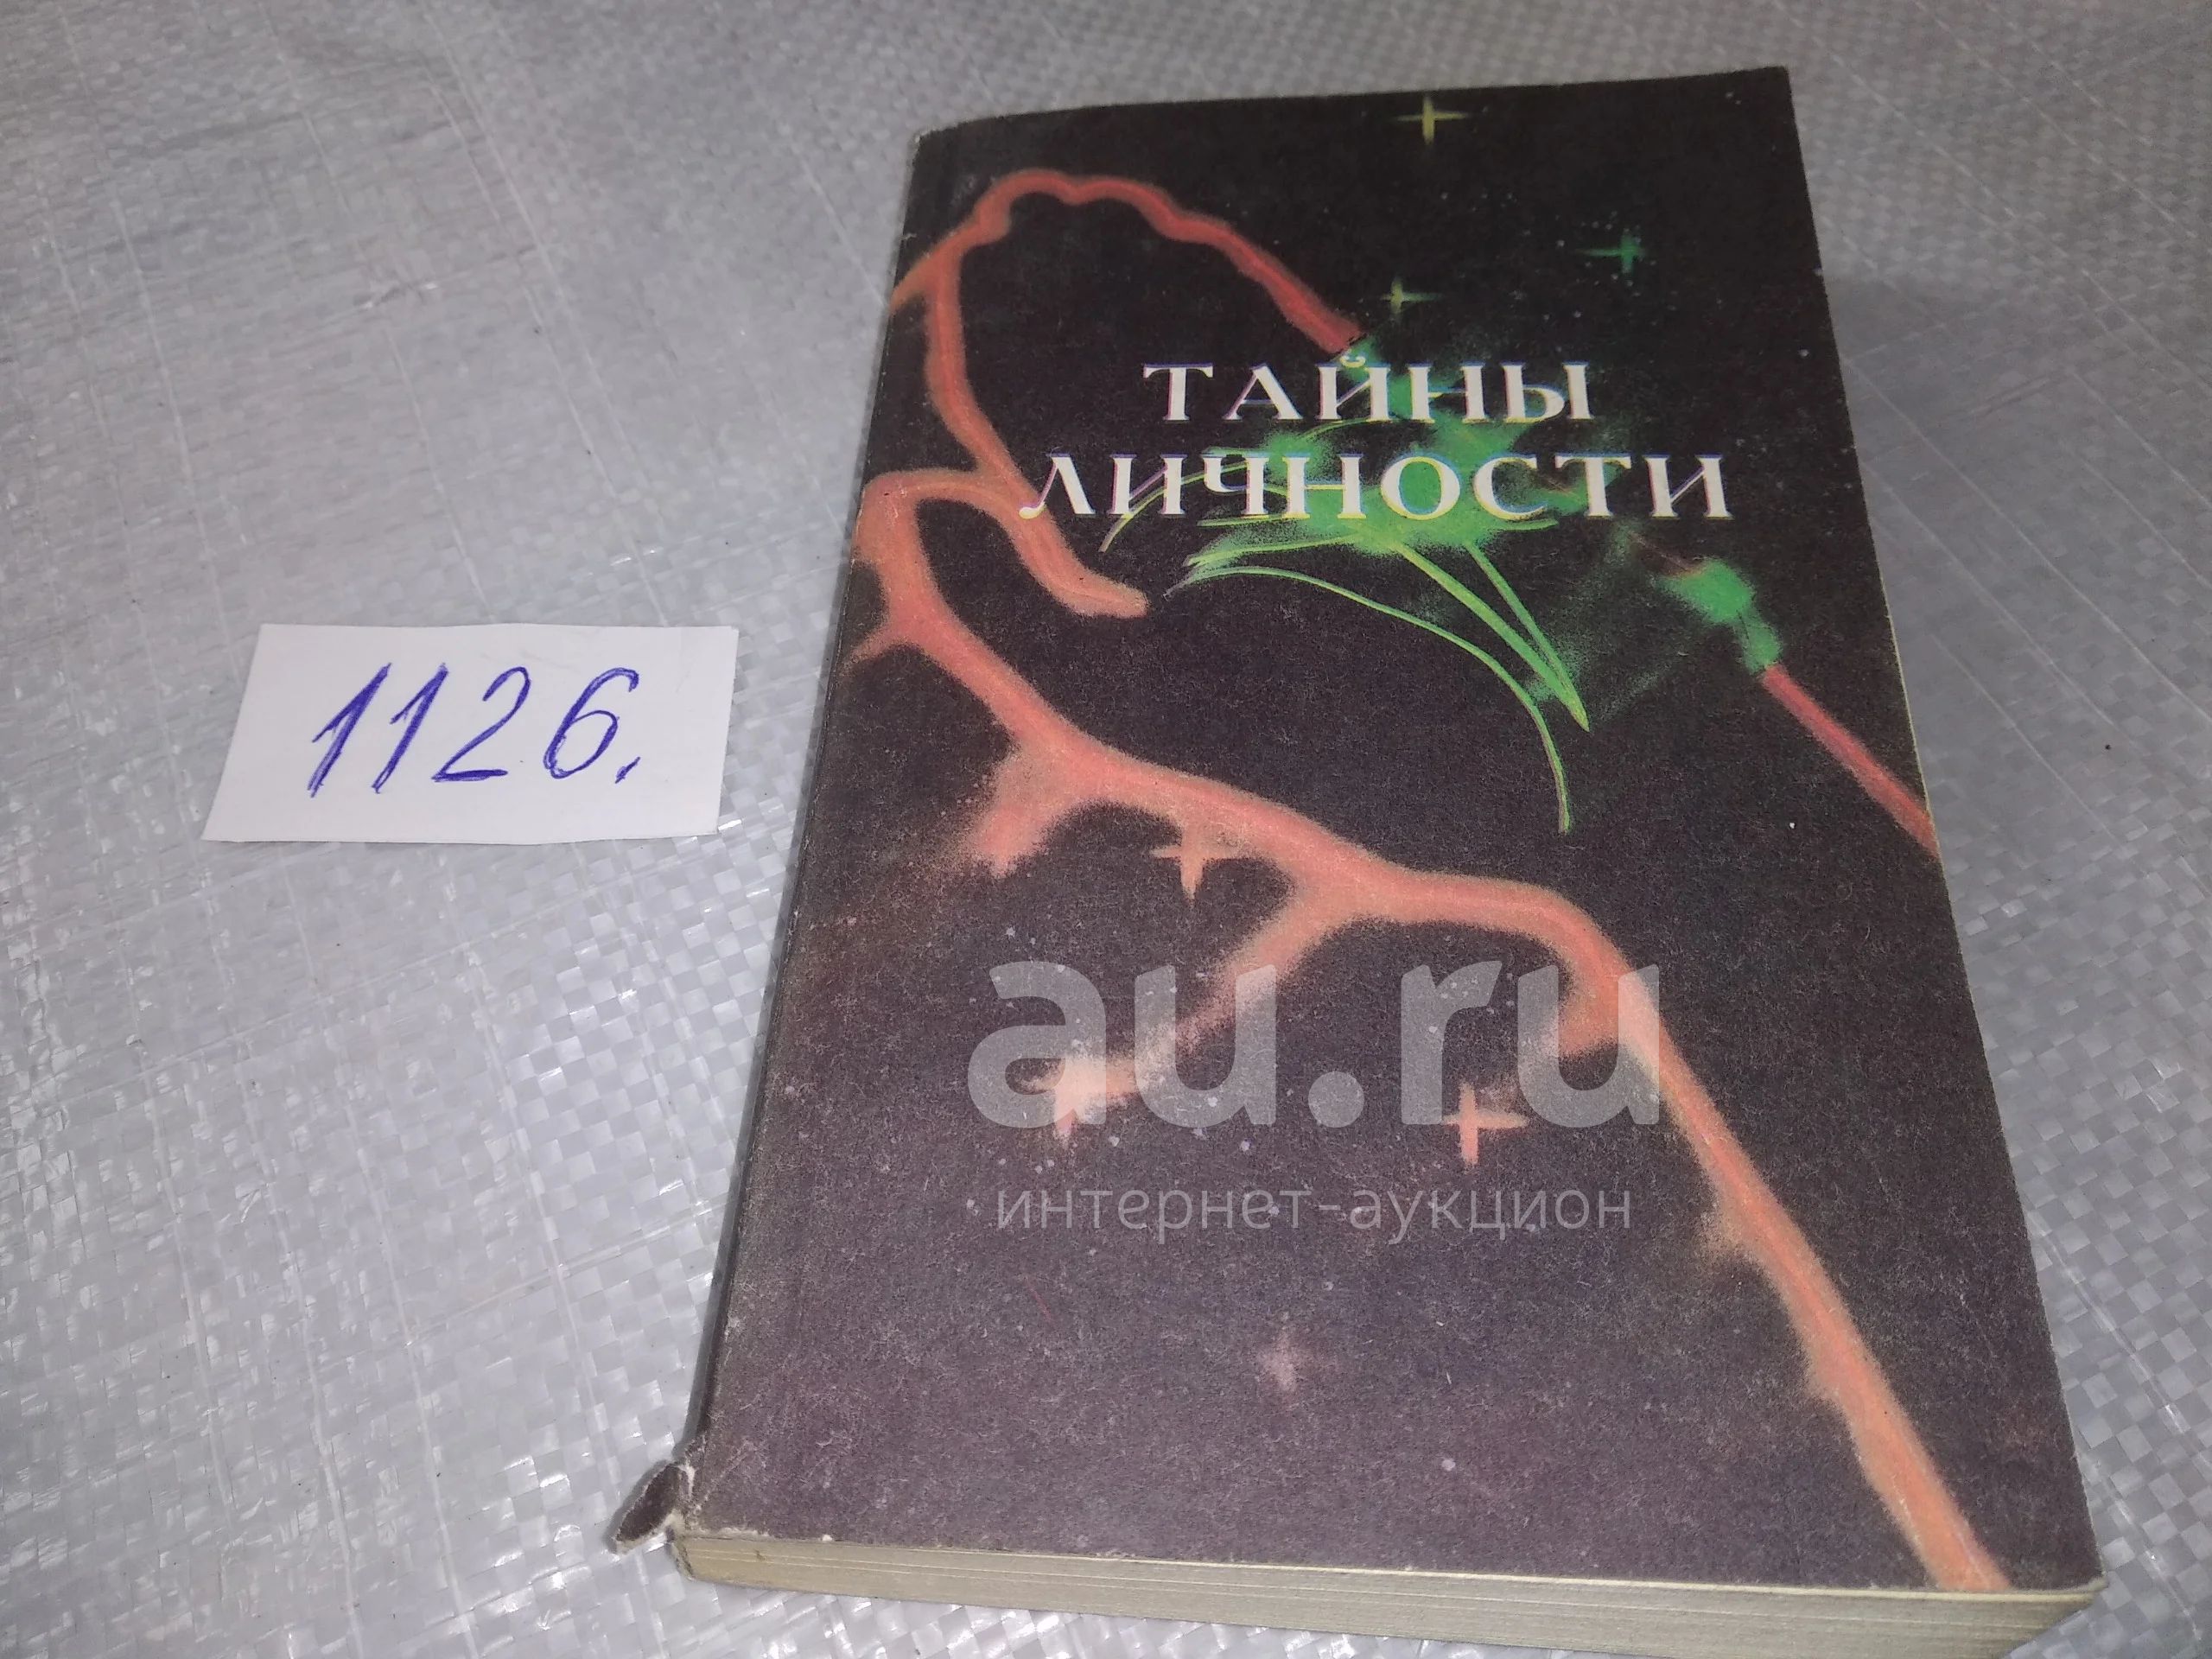 ТАЙНЫ
ЛИЧНОСТИ
1126.
au.ru
интернет-аукцион